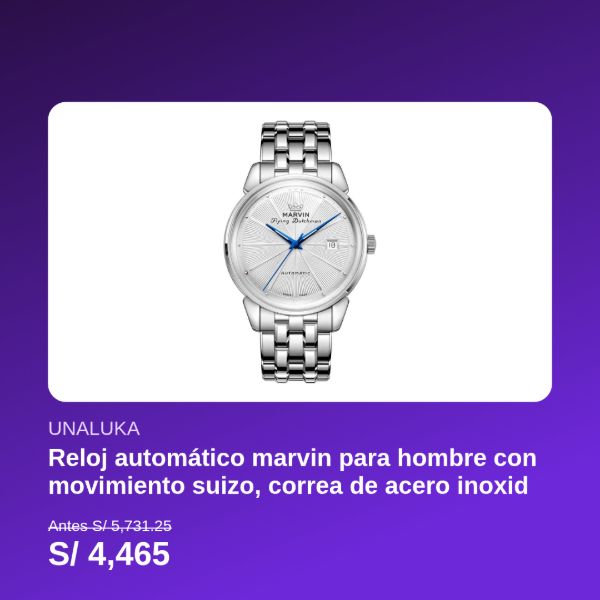 MARVIN
Flying Dutchman
18
AUTOMATIC
UNALUKA
Reloj automático marvin para hombre con
movimiento suizo, correa de acero inoxid
Antes S/ 5,731.25
S/ 4,465